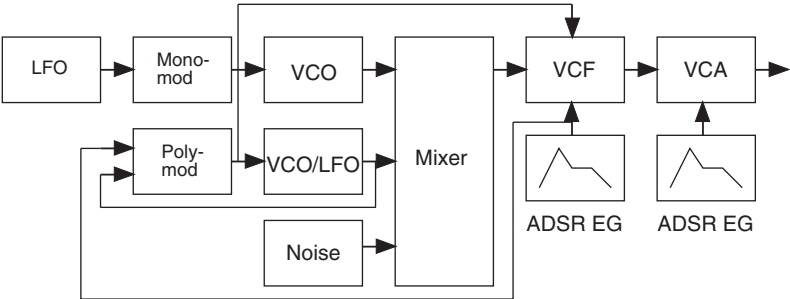 LFO
Mono-
mod
VCO
Mixer
VCF
VCA
Poly-
mod
VCO/LFO
Noise
ADSR EG
ADSR EG